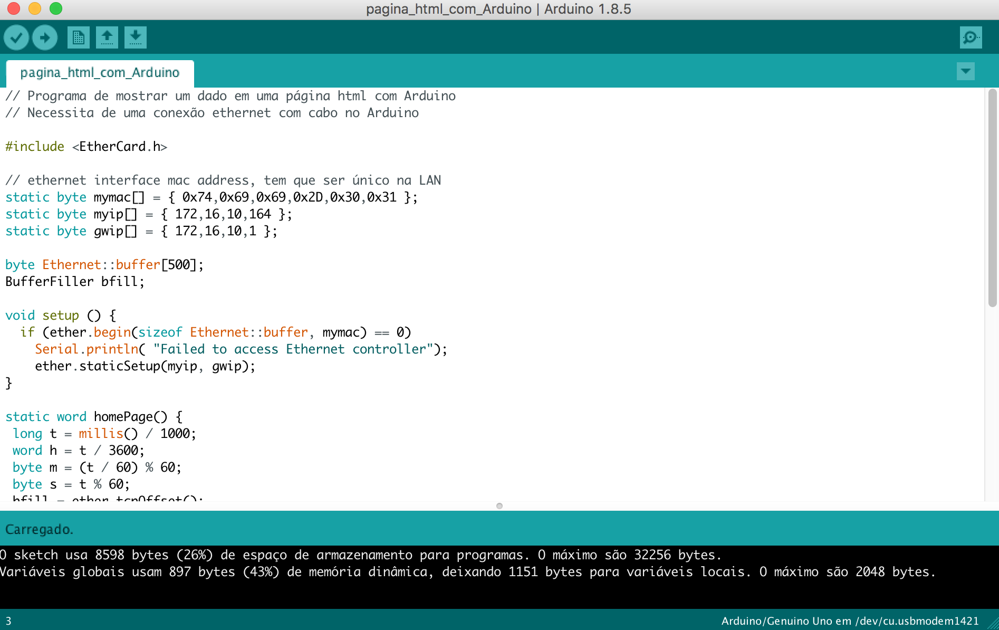 pagina_html_com_Arduino | Arduino 1.8.5
pagina_html_com_Arduino
// Programa de mostrar um dado em uma página html com Arduino
// Necessita de uma conexão ethernet com cabo no Arduino
#include <EtherCard.h>
// ethernet interface mac address, tem que ser único na LAN
static byte mymac[] = { 0x74,0x69,0x69,0x2D,0x30,0x31 };
static byte myip[] = { 172,16,10,164 };
static byte gwip[] = { 172,16,10,1 };
byte Ethernet::buffer[500];
BufferFiller bfill;
void setup () {
  if (ether.begin(sizeof Ethernet::buffer, mymac) == 0)
    Serial.println( "Failed to access Ethernet controller");
    ether.staticSetup(myip, gwip);
}
static word homePage() {
 long t = millis() / 1000;
 word h = t / 3600;
 byte m = (t / 60) % 60;
 byte s = t % 60;
 bfill = ether.tcpOffset();
Carregado.
O sketch usa 8598 bytes (26%) de espaço de armazenamento para programas. O máximo são 32256 bytes.
Variáveis globais usam 897 bytes (43%) de memória dinâmica, deixando 1151 bytes para variáveis locais. O máximo são 2048 bytes.
3
Arduino/Genuino Uno em /dev/cu.usbmodem1421